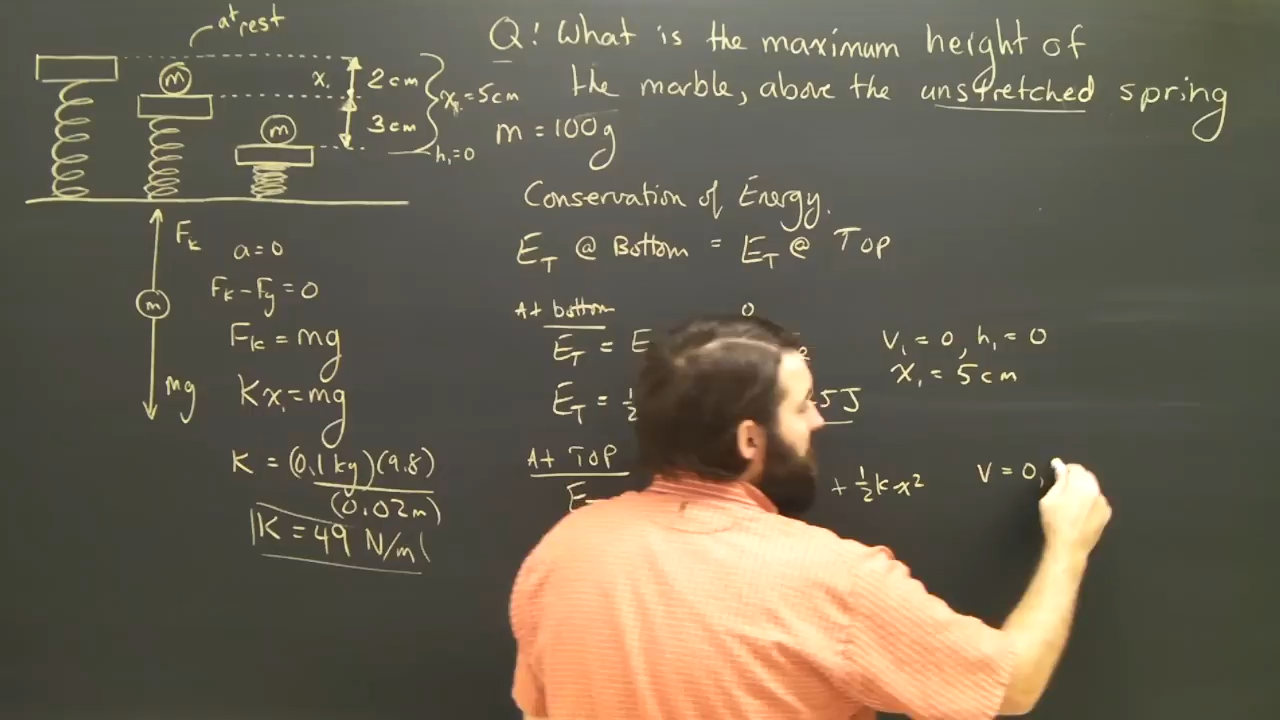 at rest
m
x₁
2 cm
3 cm
x₁ = 5cm
h₁ = 0
m
Q! What is the maximum height of
the marble, above the unstretched spring
m = 100g
Conservation of Energy.
E_T @ Bottom = E_T @ Top
F_k
a = 0
F_k - F_g = 0
m
F_k = mg
mg
Kx₁ = mg
K = (0.1 kg)(9.8)
(0.02m)
K = 49 N/m
At bottom
0
E_T = E
V₁ = 0, h₁ = 0
x₁ = 5 cm
E_T = ½
5 J
At TOP
E
+ ½kx²
V = 0,